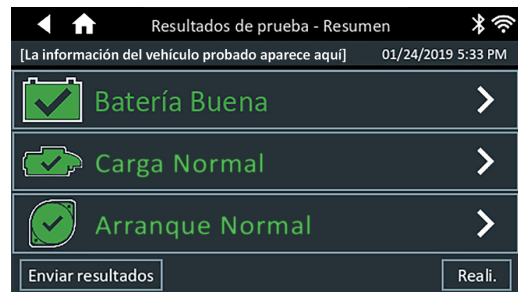 Resultados de prueba - Resumen
[La información del vehículo probado aparece aquí] 01/24/2019 5:33 PM
Batería Buena
Carga Normal
Arranque Normal
Enviar resultados Reali.